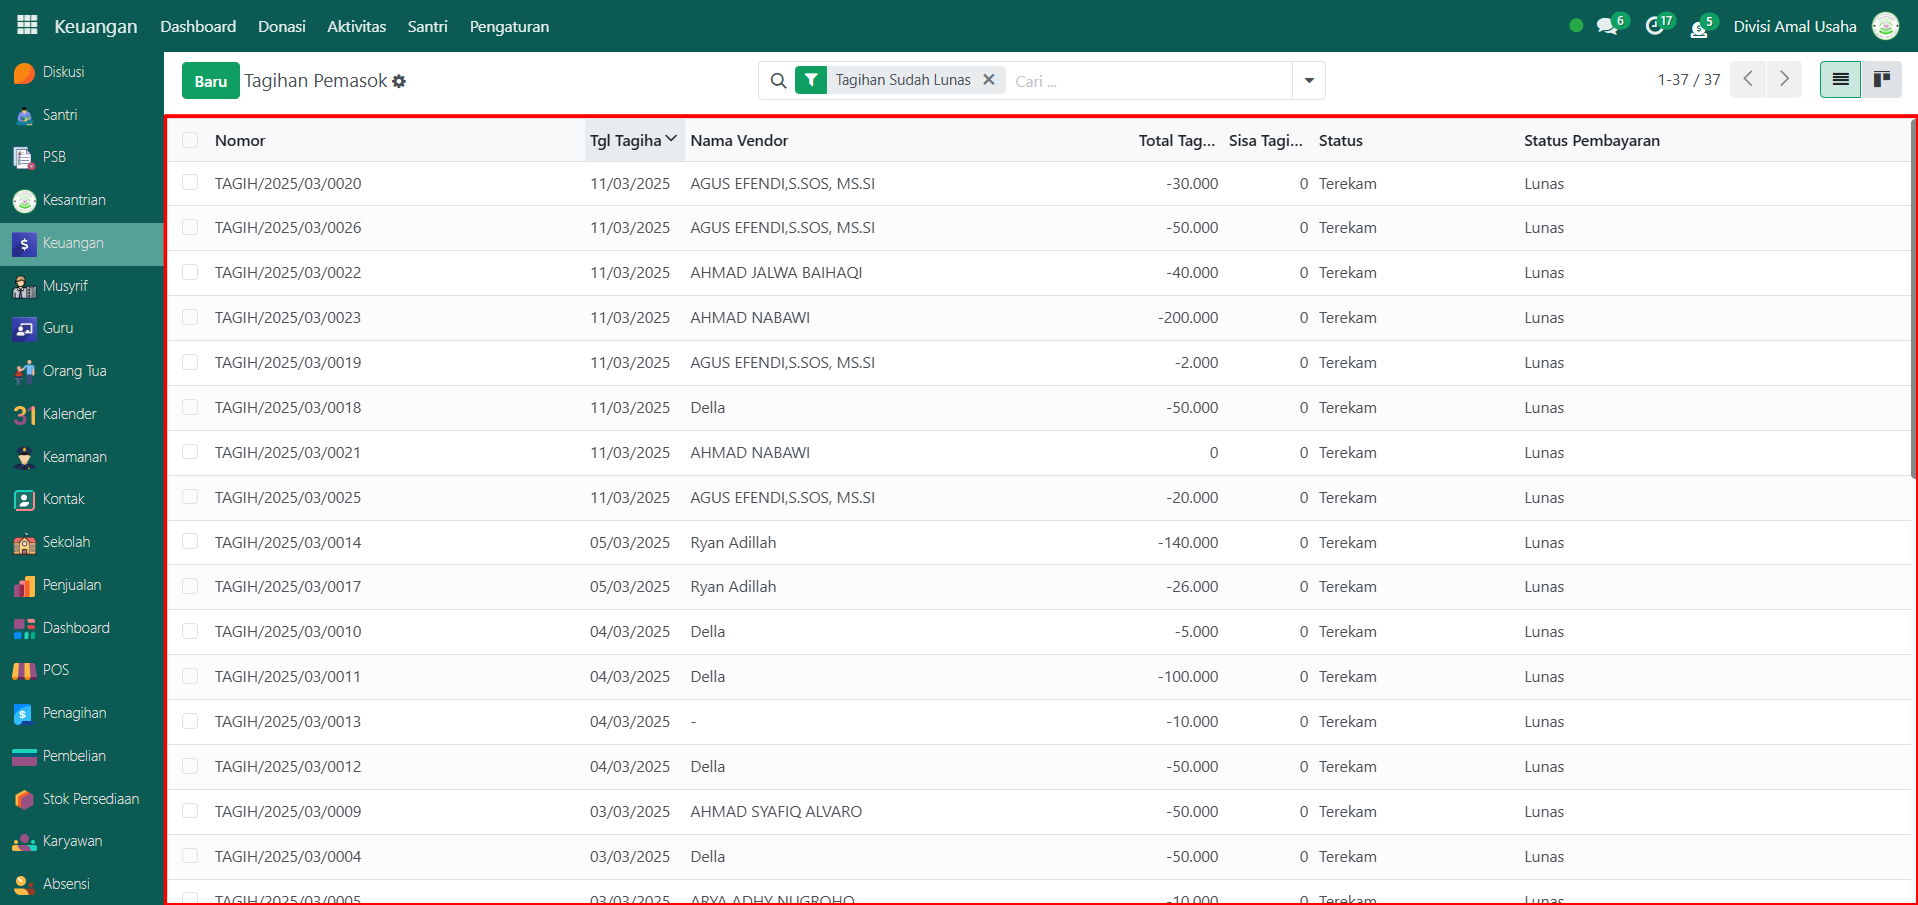 Keuangan Dashboard Donasi Aktivitas Santri Pengaturan 6 17 5 Divisi Amal Usaha
Diskusi
Santri
PSB
Kesantrian
Keuangan
Musyrif
Guru
Orang Tua
31 Kalender
Keamanan
Kontak
Sekolah
Penjualan
Dashboard
POS
Penagihan
Pembelian
Stok Persediaan
Karyawan
Absensi
Baru Tagihan Pemasok Tagihan Sudah Lunas Cari ... 1-37 / 37
Nomor Tgl Tagiha Nama Vendor Total Tag... Sisa Tagi... Status Status Pembayaran
TAGIH/2025/03/0020 11/03/2025 AGUS EFENDI,S.SOS, MS.SI -30.000 0 Terekam Lunas
TAGIH/2025/03/0026 11/03/2025 AGUS EFENDI,S.SOS, MS.SI -50.000 0 Terekam Lunas
TAGIH/2025/03/0022 11/03/2025 AHMAD JALWA BAIHAQI -40.000 0 Terekam Lunas
TAGIH/2025/03/0023 11/03/2025 AHMAD NABAWI -200.000 0 Terekam Lunas
TAGIH/2025/03/0019 11/03/2025 AGUS EFENDI,S.SOS, MS.SI -2.000 0 Terekam Lunas
TAGIH/2025/03/0018 11/03/2025 Della -50.000 0 Terekam Lunas
TAGIH/2025/03/0021 11/03/2025 AHMAD NABAWI 0 0 Terekam Lunas
TAGIH/2025/03/0025 11/03/2025 AGUS EFENDI,S.SOS, MS.SI -20.000 0 Terekam Lunas
TAGIH/2025/03/0014 05/03/2025 Ryan Adillah -140.000 0 Terekam Lunas
TAGIH/2025/03/0017 05/03/2025 Ryan Adillah -26.000 0 Terekam Lunas
TAGIH/2025/03/0010 04/03/2025 Della -5.000 0 Terekam Lunas
TAGIH/2025/03/0011 04/03/2025 Della -100.000 0 Terekam Lunas
TAGIH/2025/03/0013 04/03/2025 - -10.000 0 Terekam Lunas
TAGIH/2025/03/0012 04/03/2025 Della -50.000 0 Terekam Lunas
TAGIH/2025/03/0009 03/03/2025 AHMAD SYAFIQ ALVARO -50.000 0 Terekam Lunas
TAGIH/2025/03/0004 03/03/2025 Della -50.000 0 Terekam Lunas
TAGIH/2025/03/0005 03/03/2025 ARYA ADHY NUGROHO -10.000 0 Terekam Lunas